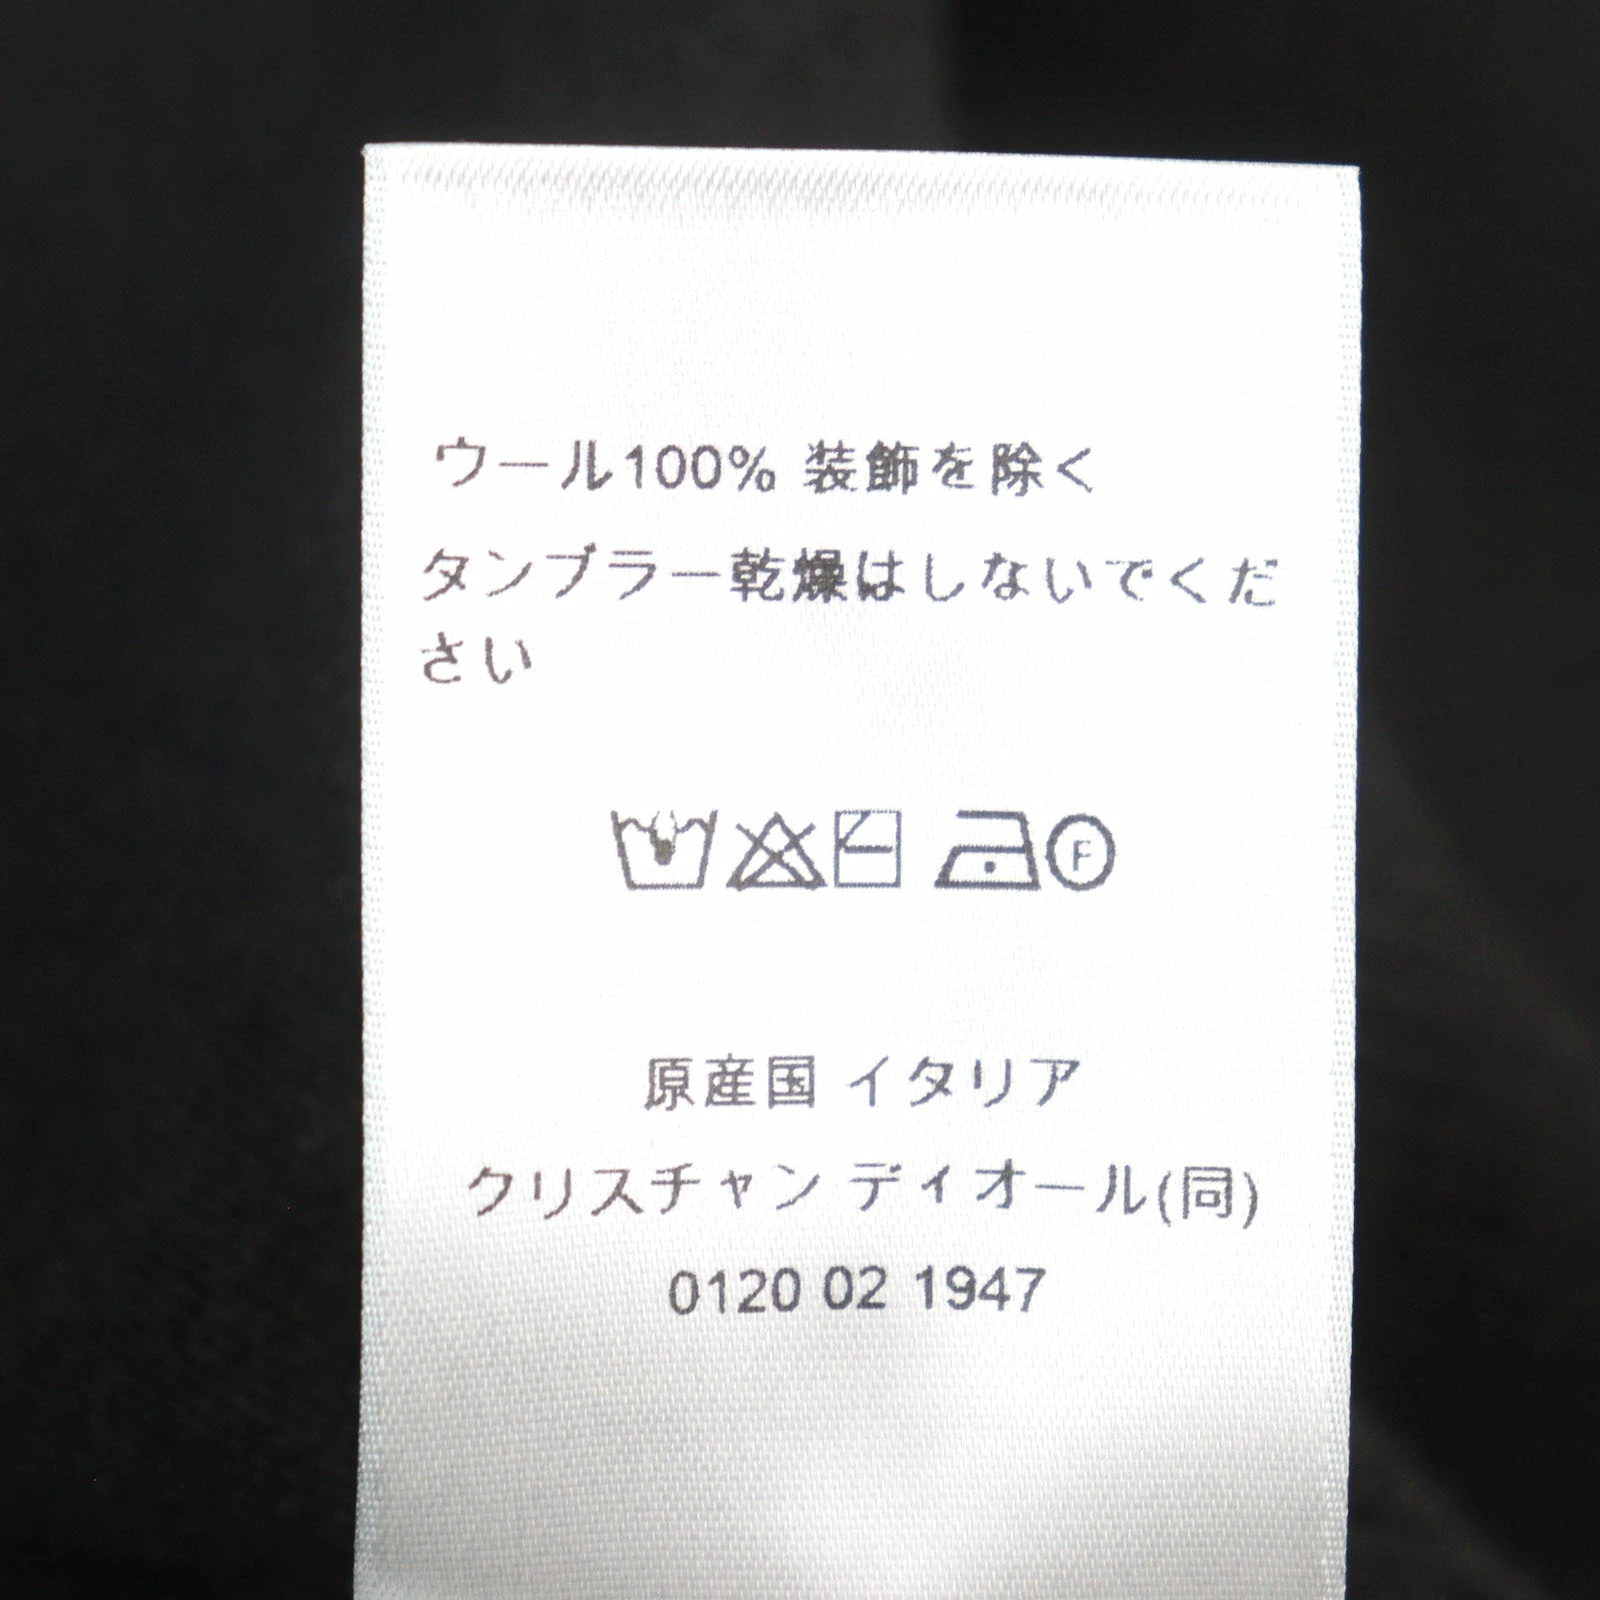 ウール100% 装飾を除く
タンブラー乾燥はしないでくだ
さい
F
原産国 イタリア
クリスチャン ディオール(同)
0120 02 1947